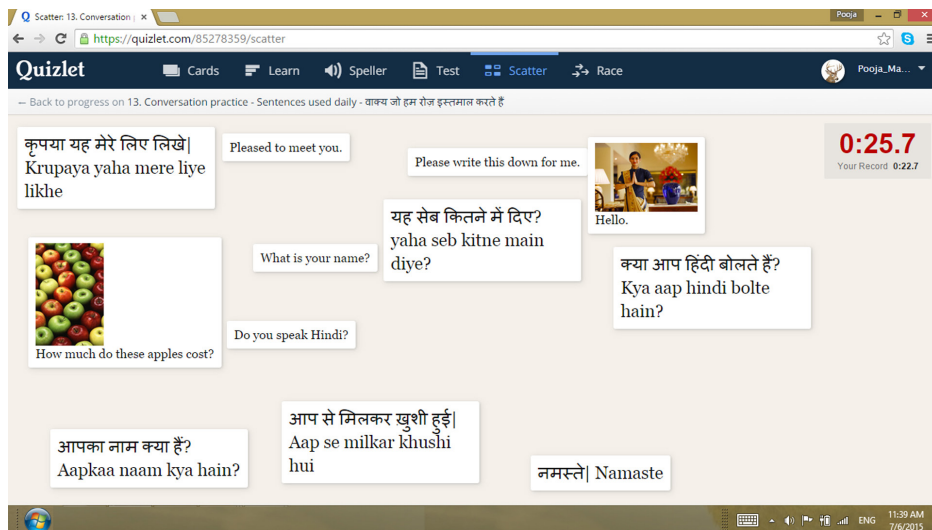 Scatter: 13. Conversation p
Pooja
https://quizlet.com/85278359/scatter
Quizlet
Cards
Learn
Speller
Test
Scatter
Race
Pooja_Ma...
← Back to progress on 13. Conversation practice - Sentences used daily - वाक्य जो हम रोज इस्तमाल करते हैं
कृपया यह मेरे लिए लिखे|
Krupaya yaha mere liye
likhe
Pleased to meet you.
Please write this down for me.
Hello.
0:25.7
Your Record 0:22.7
यह सेब कितने में दिए?
yaha seb kitne main
diye?
What is your name?
क्या आप हिंदी बोलते हैं?
Kya aap hindi bolte
hain?
How much do these apples cost?
Do you speak Hindi?
आप से मिलकर ख़ुशी हुई|
Aap se milkar khushi
hui
आपका नाम क्या हैं?
Aapkaa naam kya hain?
नमस्ते| Namaste
ENG
11:39 AM
7/6/2015